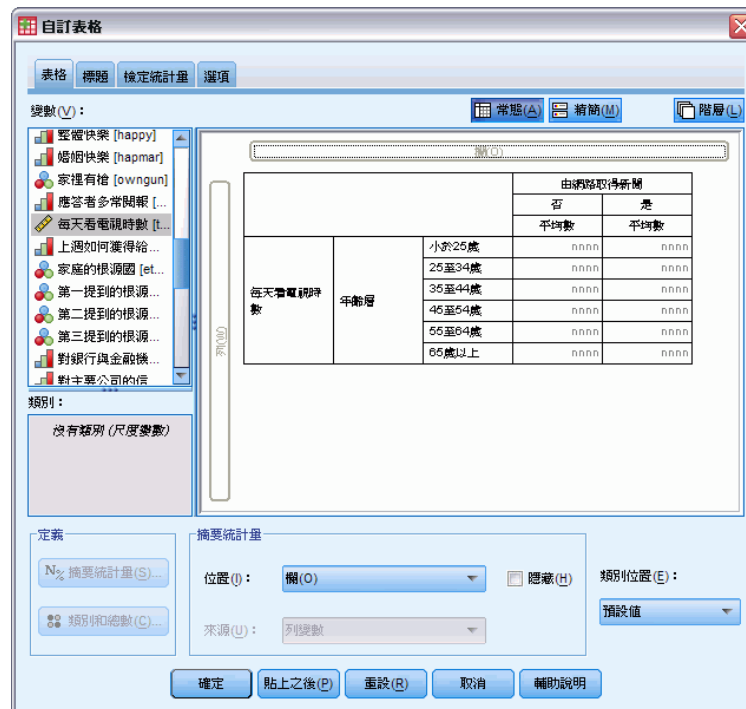 自訂表格
表格 標題 檢定統計量 選項
變數(V)：
常態(A) 精簡(M) 階層(L)
整體快樂 [happy]
婚姻快樂 [hapmar]
家裡有槍 [owngun]
應答者多常閱報 [...
每天看電視時數 [t...
上週如何獲得給...
家庭的根源國 [et...
第一提到的根源...
第二提到的根源...
第三提到的根源...
對銀行與金融機...
對主要公司的信
欄(O)
列(W)
由網路取得新聞
否 是
平均數 平均數
每天看電視時數 年齡層
小於25歲 nnnn nnnn
25至34歲 nnnn nnnn
35至44歲 nnnn nnnn
45至54歲 nnnn nnnn
55至64歲 nnnn nnnn
65歲以上 nnnn nnnn
類別：
沒有類別 (尺度變數)
定義
N% 摘要統計量(S)...
類別和總數(C)...
摘要統計量
位置(I)： 欄(O) 隱藏(H)
來源(U)： 列變數
類別位置(E)：
預設值
確定 貼上之後(P) 重設(R) 取消 輔助說明